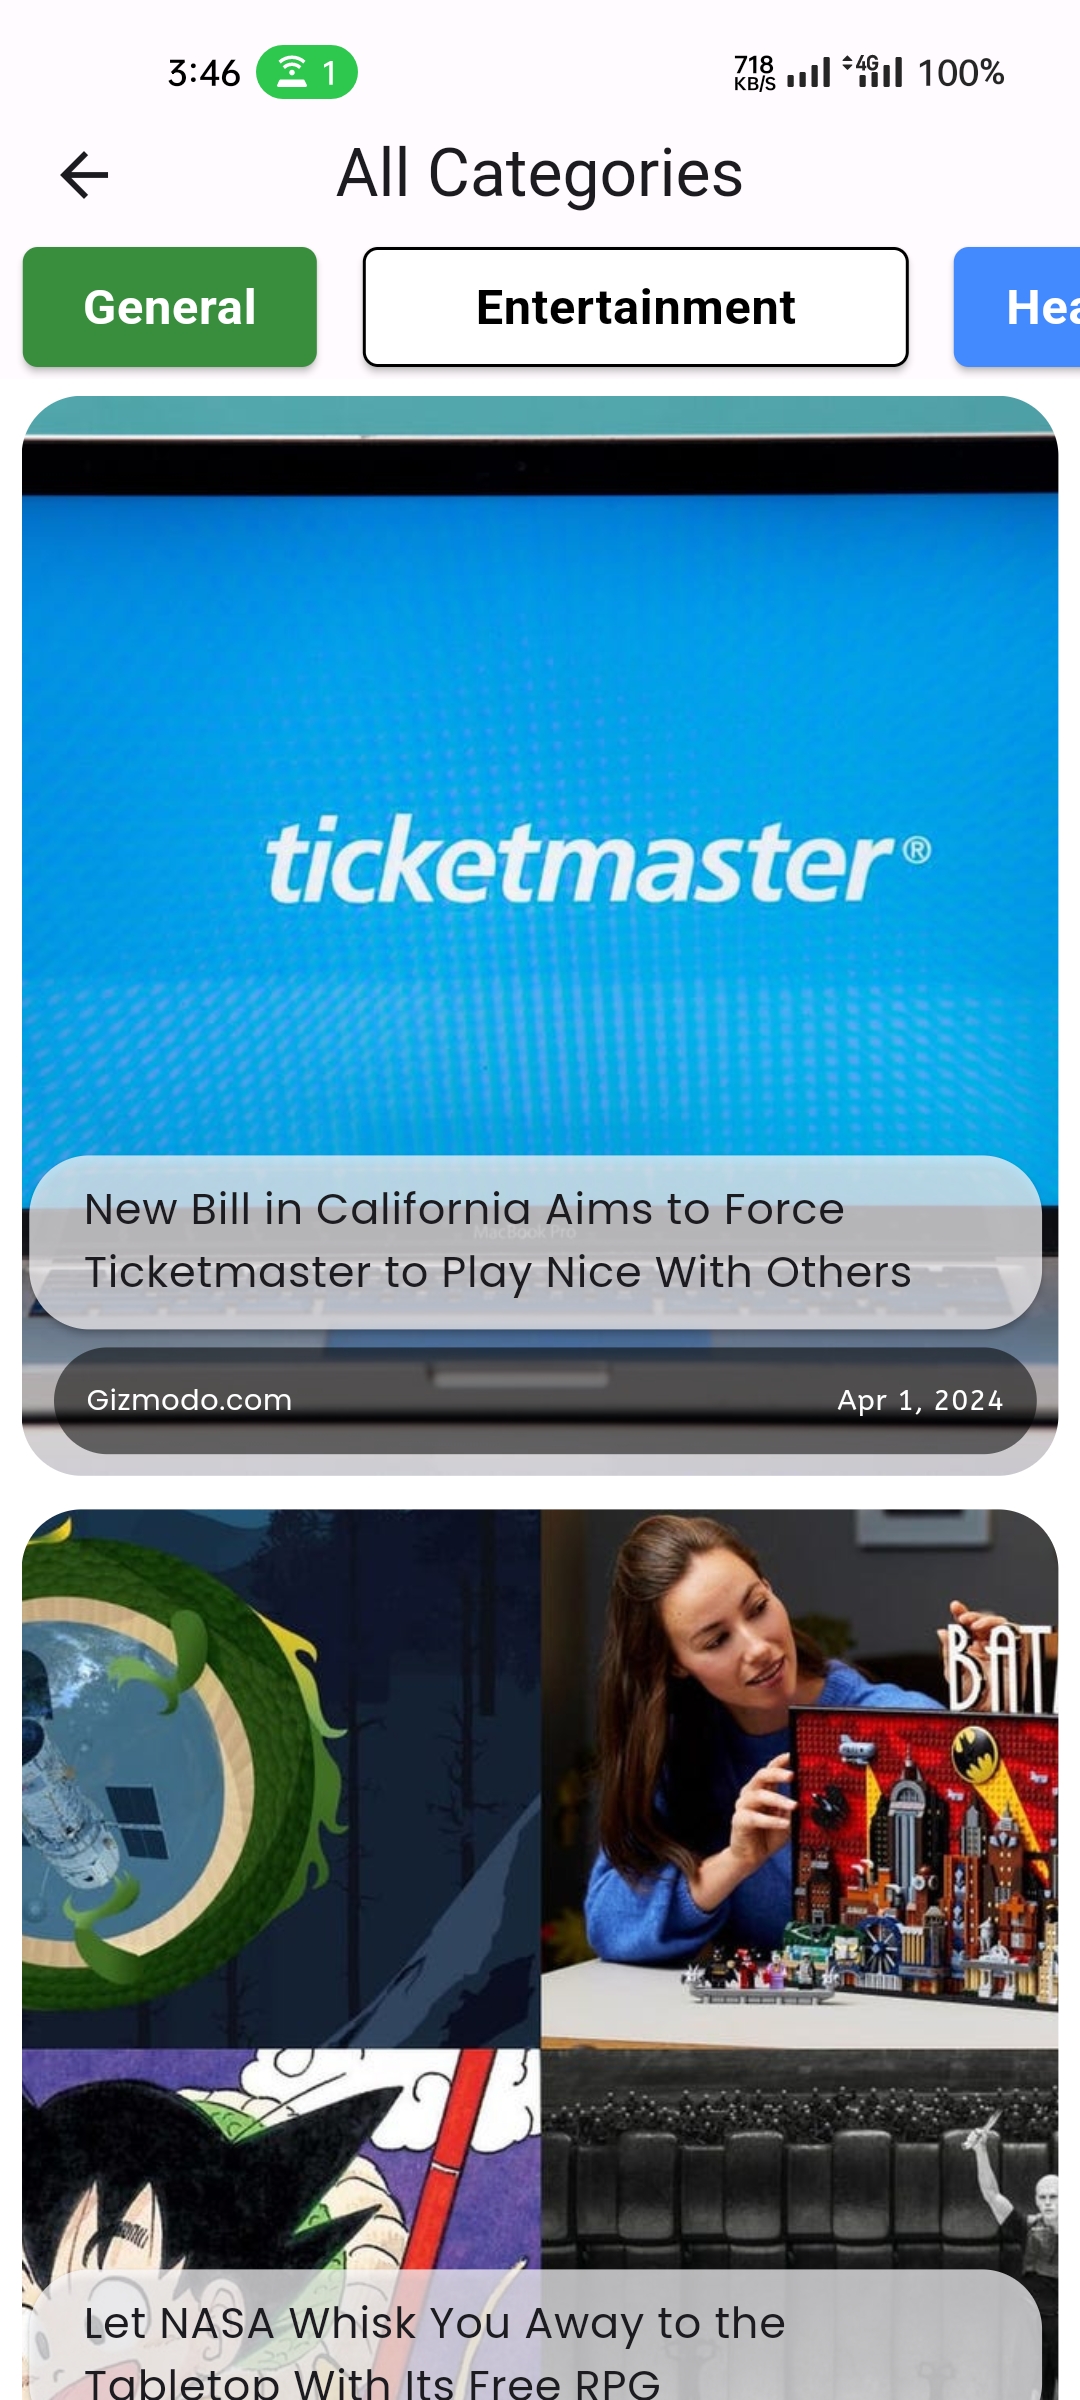 3:46 1 718 KB/S 4G 100%
All Categories
General Entertainment Hea
ticketmaster®
New Bill in California Aims to Force
MacBook Pro
Ticketmaster to Play Nice With Others
Gizmodo.com Apr 1, 2024
BAT
Let NASA Whisk You Away to the
Tabletop With Its Free RPG